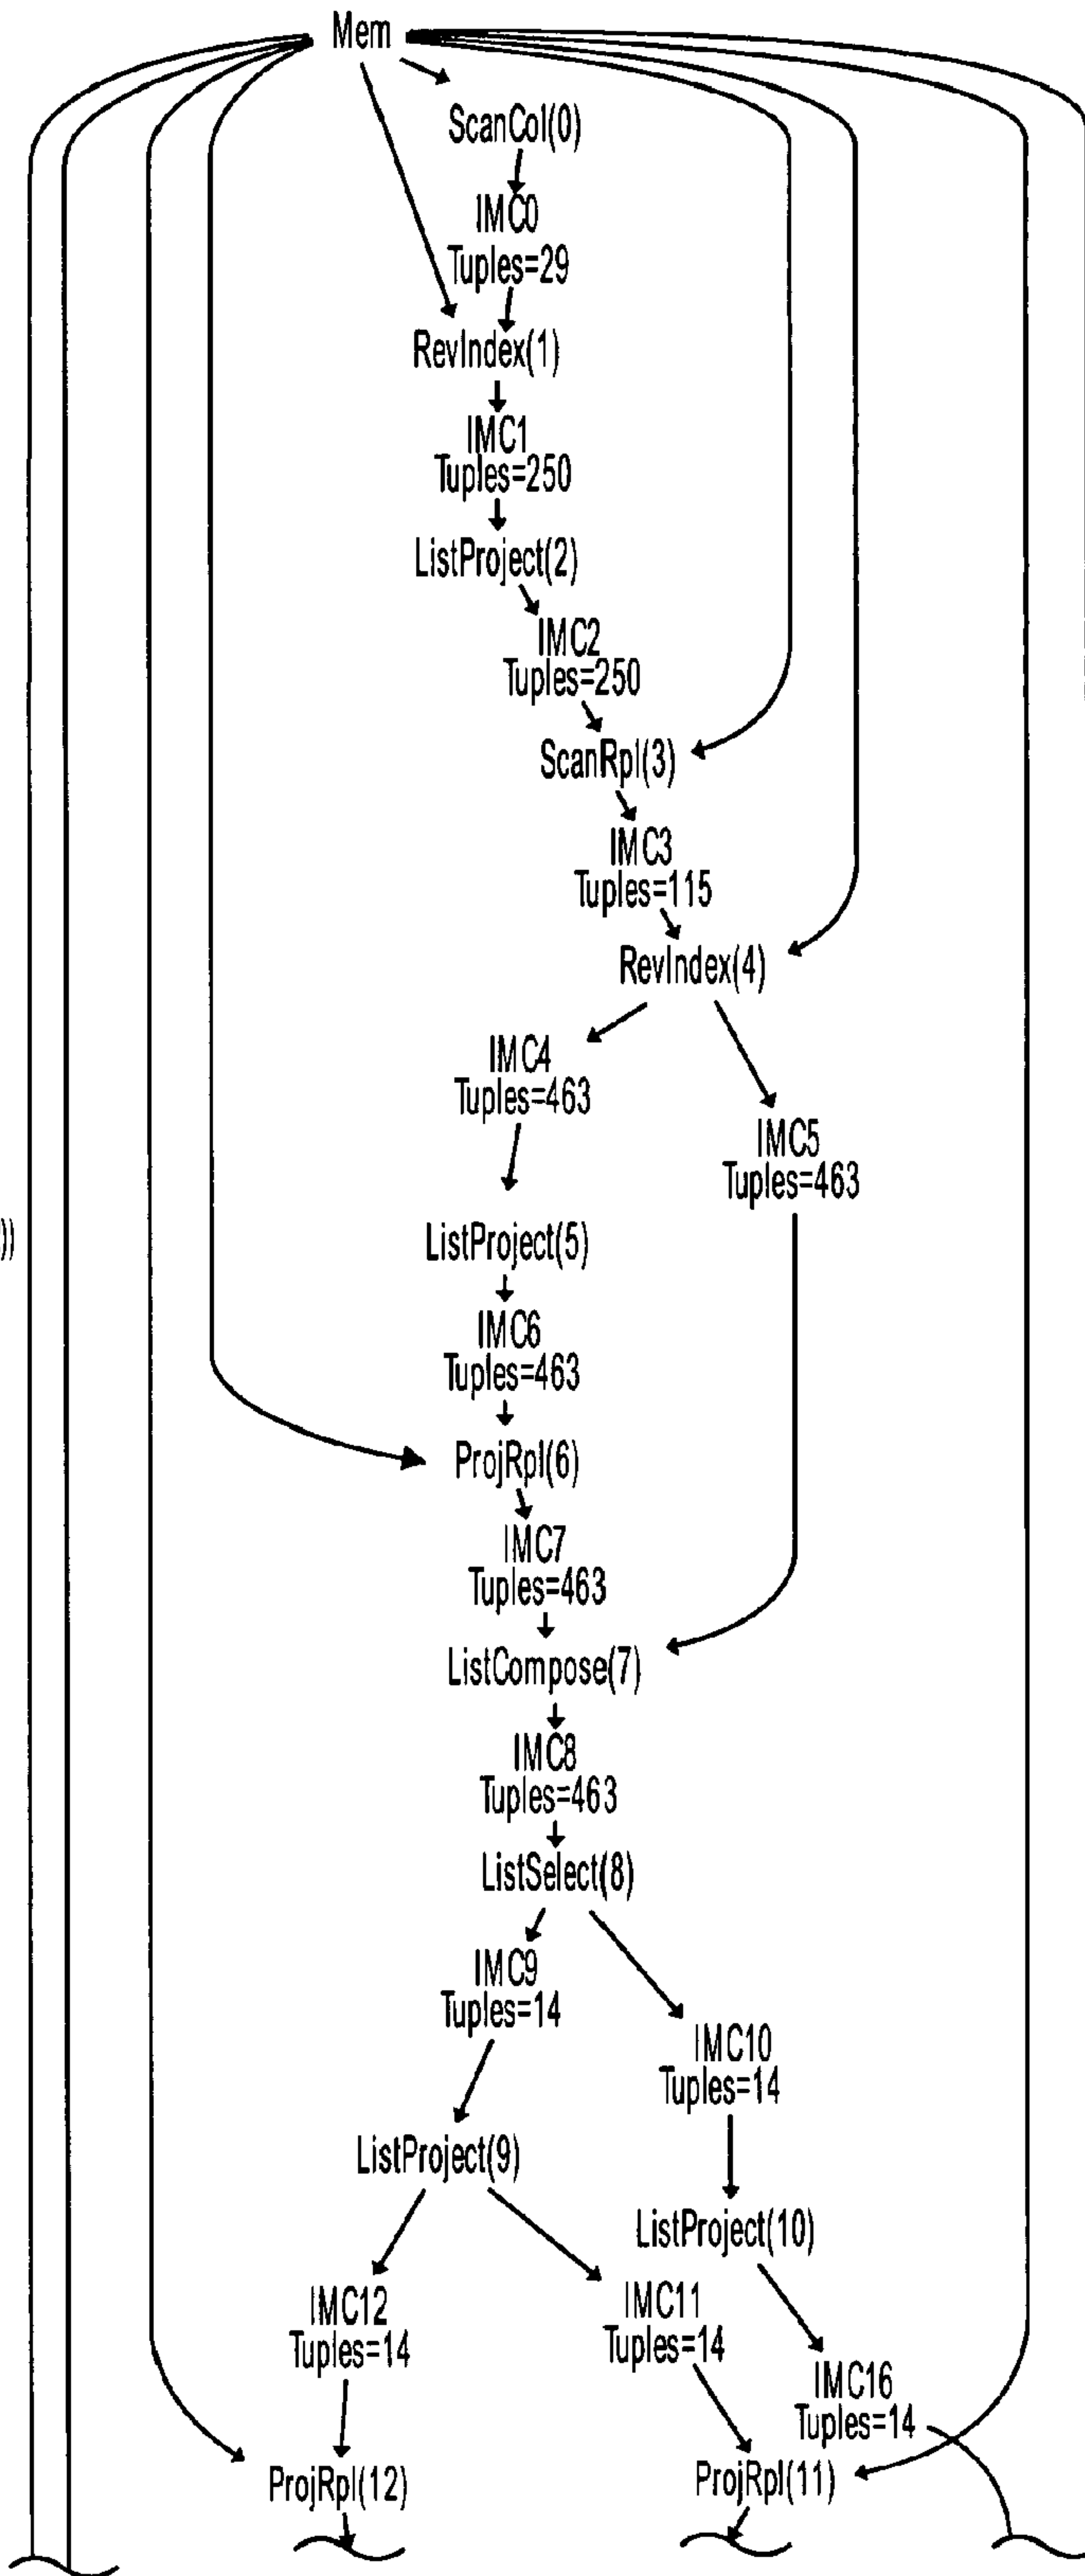 Mem
ScanCol(0)
IMC0
Tuples=29
RevIndex(1)
IMC1
Tuples=250
ListProject(2)
IMC2
Tuples=250
ScanRpl(3)
IMC3
Tuples=115
RevIndex(4)
IMC4
Tuples=463
IMC5
Tuples=463
))
ListProject(5)
IMC6
Tuples=463
ProjRpl(6)
IMC7
Tuples=463
ListCompose(7)
IMC8
Tuples=463
ListSelect(8)
IMC9
Tuples=14
IMC10
Tuples=14
ListProject(9)
ListProject(10)
IMC12
Tuples=14
IMC11
Tuples=14
IMC16
Tuples=14
ProjRpl(12)
ProjRpl(11)